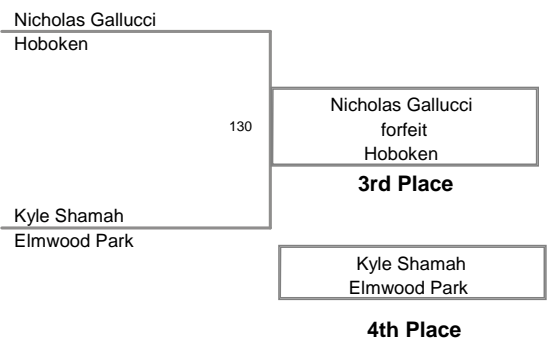 Nicholas Gallucci
Hoboken
130
Nicholas Gallucci
forfeit
Hoboken
3rd Place
Kyle Shamah
Elmwood Park
Kyle Shamah
Elmwood Park
4th Place